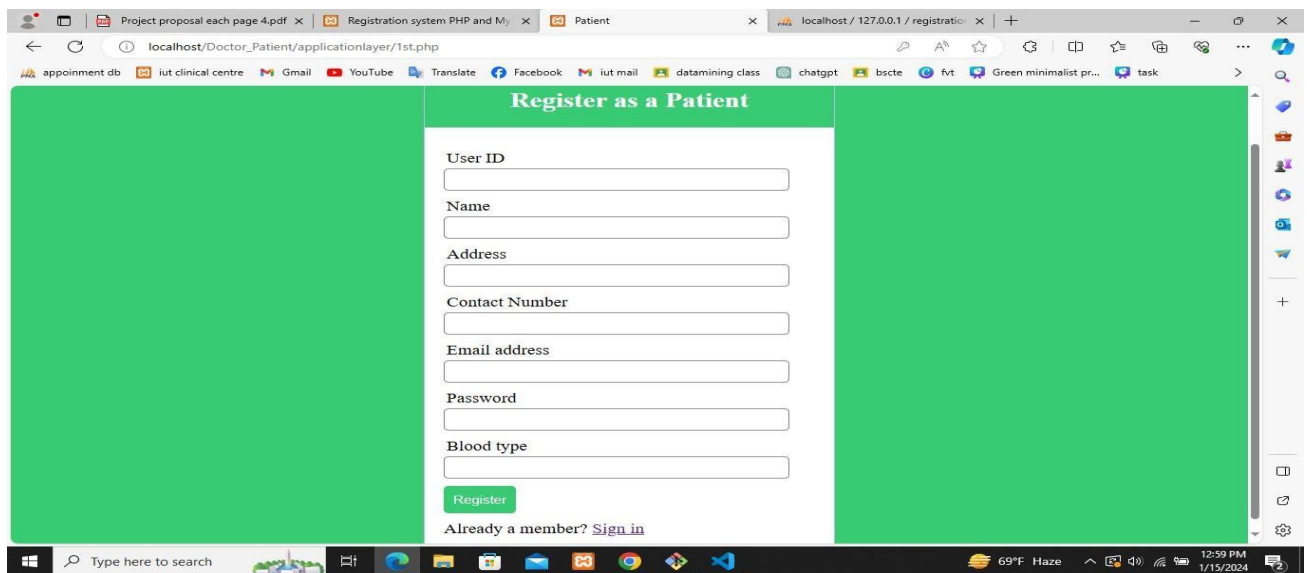 Project proposal each page 4.pdf
Registration system PHP and My
Patient
localhost / 127.0.0.1 / registratio
localhost/Doctor_Patient/applicationlayer/1st.php
appoinment db iut clinical centre Gmail YouTube Translate Facebook iut mail datamining class chatgpt bscte fvt Green minimalist pr... task
Register as a Patient
User ID
Name
Address
Contact Number
Email address
Password
Blood type
Register
Already a member? Sign in
Type here to search
69°F Haze
12:59 PM
1/15/2024